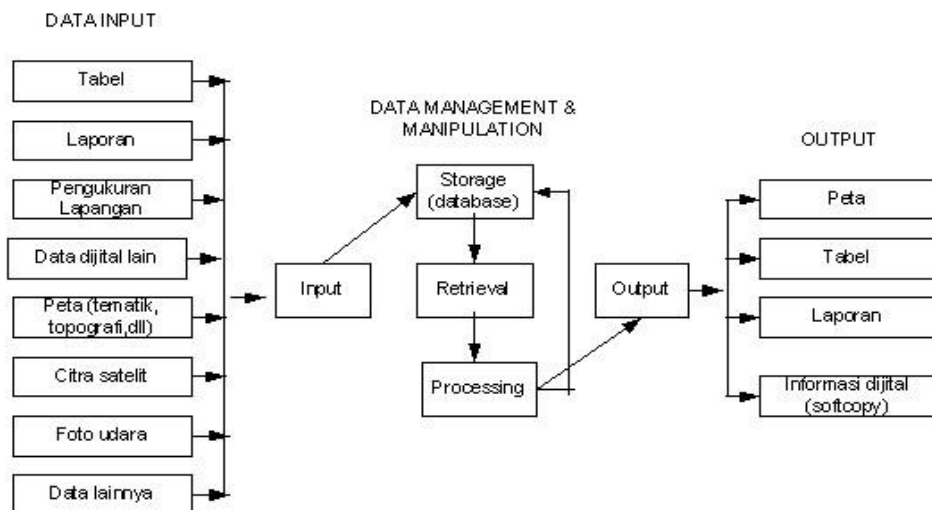 DATA INPUT
Tabel
Laporan
Pengukuran
Lapangan
Data dijital lain
Peta (tematik,
topografi,dll)
Citra satelit
Foto udara
Data lainnya
Input
DATA MANAGEMENT &
MANIPULATION
Storage
(database)
Retrieval
Processing
Output
OUTPUT
Peta
Tabel
Laporan
Informasi dijital
(softcopy)